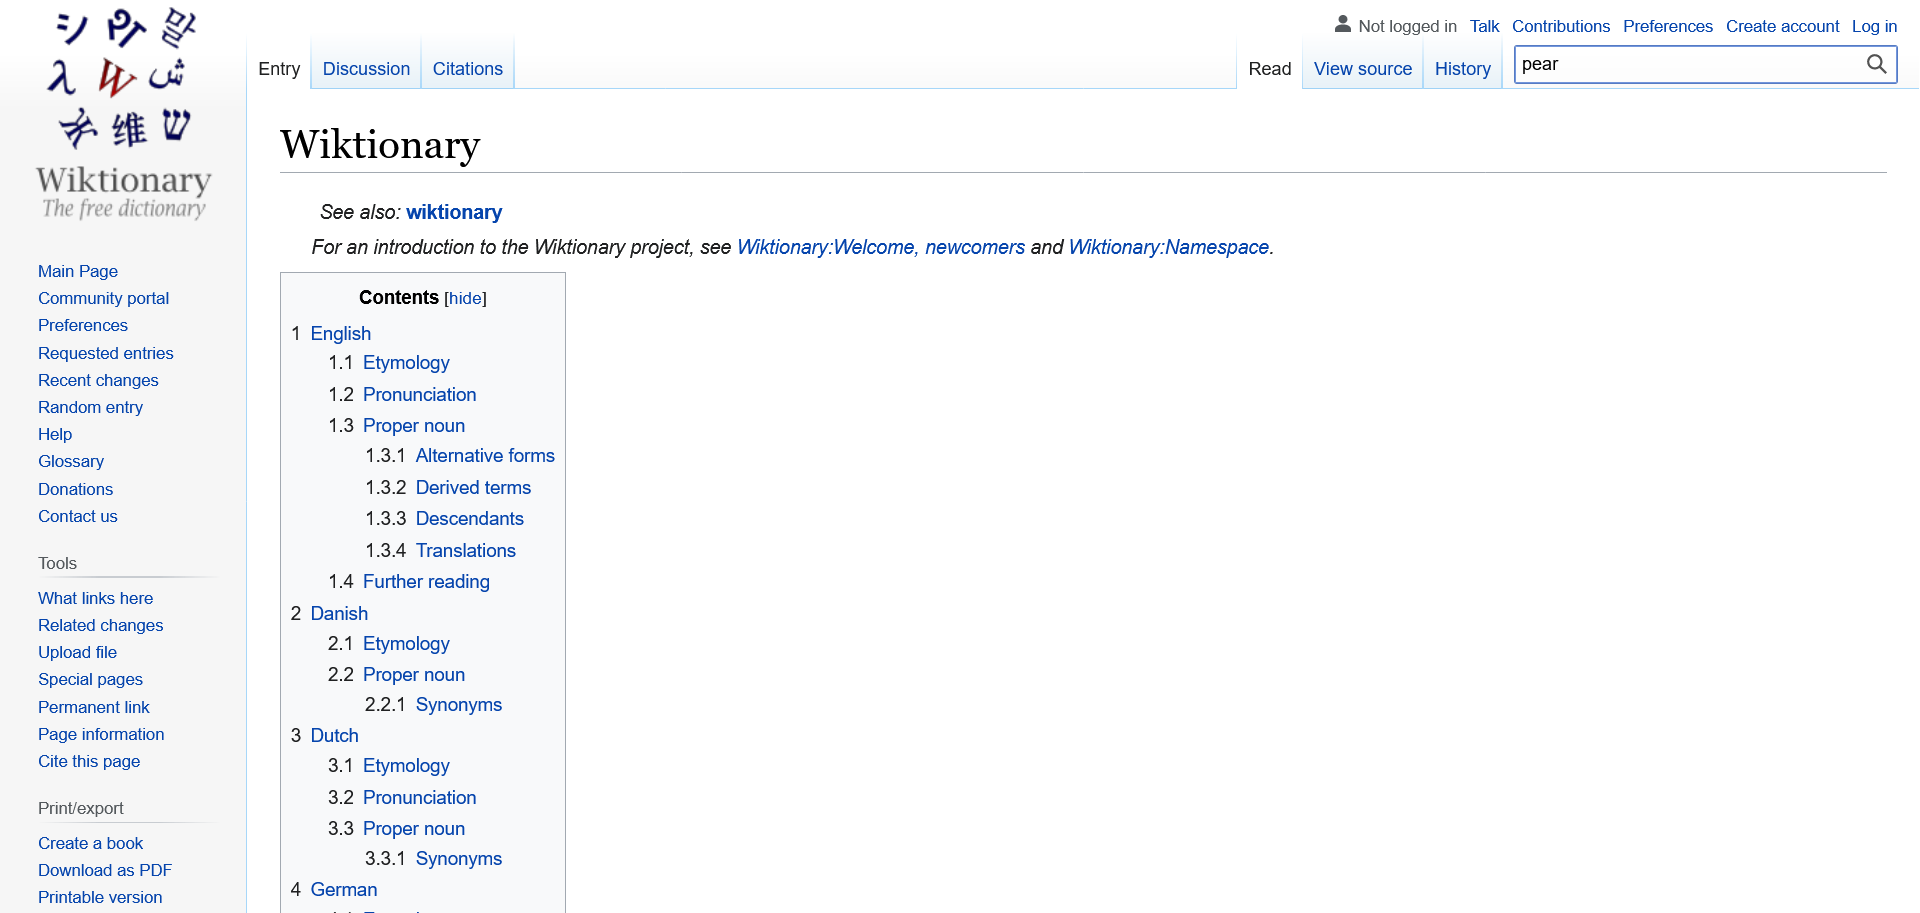 シ Р말
λ W ش
维 ש
Wiktionary
The free dictionary
Not logged in Talk Contributions Preferences Create account Log in
Entry Discussion Citations Read View source History pear
Wiktionary
See also: wiktionary
For an introduction to the Wiktionary project, see Wiktionary:Welcome, newcomers and Wiktionary:Namespace.
Main Page
Community portal
Preferences
Requested entries
Recent changes
Random entry
Help
Glossary
Donations
Contact us
Tools
What links here
Related changes
Upload file
Special pages
Permanent link
Page information
Cite this page
Print/export
Create a book
Download as PDF
Printable version
Contents [hide]
1 English
1.1 Etymology
1.2 Pronunciation
1.3 Proper noun
1.3.1 Alternative forms
1.3.2 Derived terms
1.3.3 Descendants
1.3.4 Translations
1.4 Further reading
2 Danish
2.1 Etymology
2.2 Proper noun
2.2.1 Synonyms
3 Dutch
3.1 Etymology
3.2 Pronunciation
3.3 Proper noun
3.3.1 Synonyms
4 German